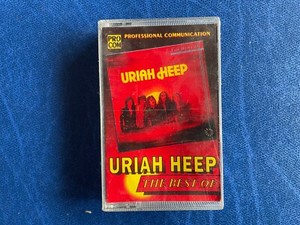 PRO
COM
PROFESSIONAL COMMUNICATION
URIAH HEEP
URIAH HEEP
THE BEST OF